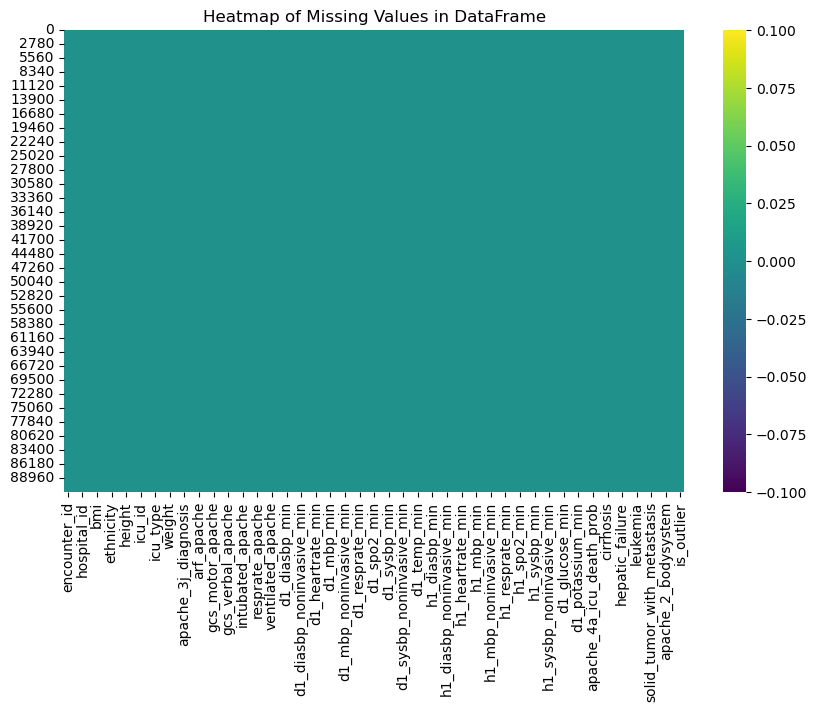 Heatmap of Missing Values in DataFrame
0
2780
5560
8340
11120
13900
16680
19460
22240
25020
27800
30580
33360
36140
38920
41700
44480
47260
50040
52820
55600
58380
61160
63940
66720
69500
72280
75060
77840
80620
83400
86180
88960
encounter_id
hospital_id
bmi
ethnicity
height
icu_id
icu_type
weight
apache_3j_diagnosis
arf_apache
gcs_motor_apache
gcs_verbal_apache
intubated_apache
resprate_apache
ventilated_apache
d1_diasbp_min
d1_diasbp_noninvasive_min
d1_heartrate_min
d1_mbp_min
d1_mbp_noninvasive_min
d1_resprate_min
d1_spo2_min
d1_sysbp_min
d1_sysbp_noninvasive_min
d1_temp_min
h1_diasbp_min
h1_diasbp_noninvasive_min
h1_heartrate_min
h1_mbp_min
h1_mbp_noninvasive_min
h1_resprate_min
h1_spo2_min
h1_sysbp_min
h1_sysbp_noninvasive_min
d1_glucose_min
d1_potassium_min
apache_4a_icu_death_prob
cirrhosis
hepatic_failure
leukemia
solid_tumor_with_metastasis
apache_2_bodysystem
is_outlier
0.100
0.075
0.050
0.025
0.000
−0.025
−0.050
−0.075
−0.100